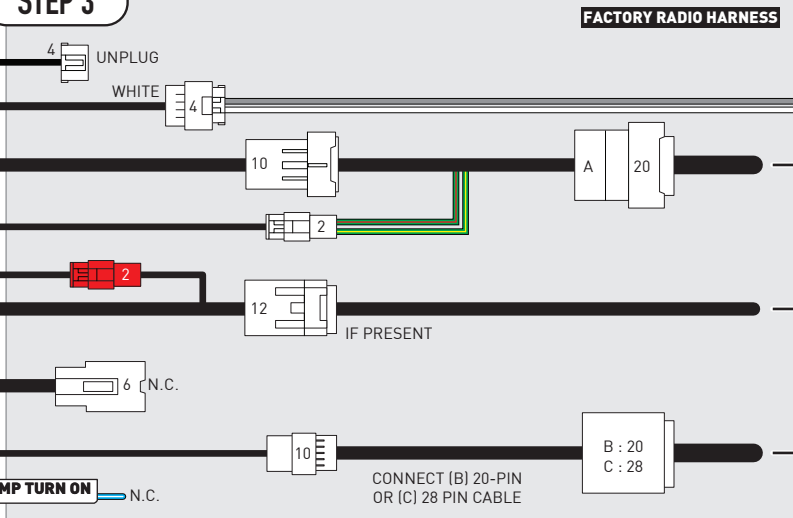 STEP 3
FACTORY RADIO HARNESS
4
UNPLUG
WHITE
4
10
A
20
2
2
12
IF PRESENT
6
N.C.
10
B : 20
C : 28
CONNECT (B) 20-PIN
OR (C) 28 PIN CABLE
MP TURN ON
N.C.